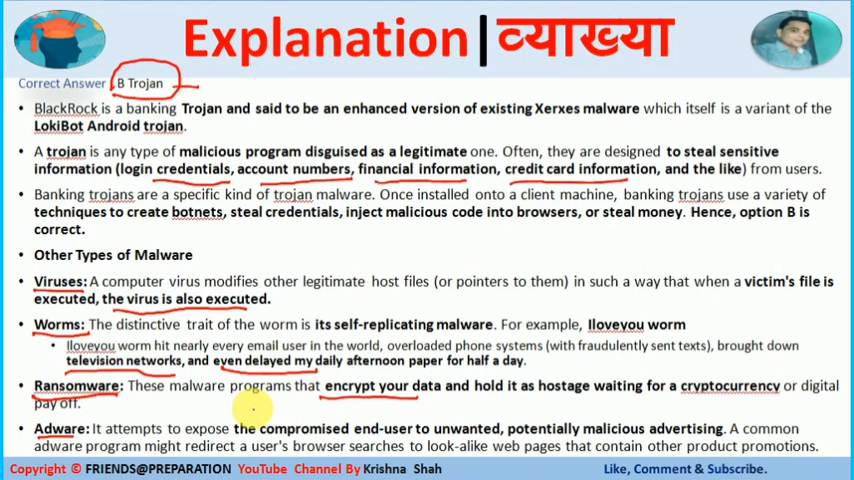 Explanation|व्याख्या
Correct Answer B Trojan
• BlackRock is a banking Trojan and said to be an enhanced version of existing Xerxes malware which itself is a variant of the
LokiBot Android trojan.
• A trojan is any type of malicious program disguised as a legitimate one. Often, they are designed to steal sensitive
information (login credentials, account numbers, financial information, credit card information, and the like) from users.
• Banking trojans are a specific kind of trojan malware. Once installed onto a client machine, banking trojans use a variety of
techniques to create botnets, steal credentials, inject malicious code into browsers, or steal money. Hence, option B is
correct.
• Other Types of Malware
• Viruses: A computer virus modifies other legitimate host files (or pointers to them) in such a way that when a victim's file is
executed, the virus is also executed.
• Worms: The distinctive trait of the worm is its self-replicating malware. For example, Iloveyou worm
• Iloveyou worm hit nearly every email user in the world, overloaded phone systems (with fraudulently sent texts), brought down
television networks, and even delayed my daily afternoon paper for half a day.
• Ransomware: These malware programs that encrypt your data and hold it as hostage waiting for a cryptocurrency or digital
pay off.
• Adware: It attempts to expose the compromised end-user to unwanted, potentially malicious advertising. A common
adware program might redirect a user's browser searches to look-alike web pages that contain other product promotions.
Copyright © FRIENDS@PREPARATION YouTube Channel By Krishna Shah Like, Comment & Subscribe.